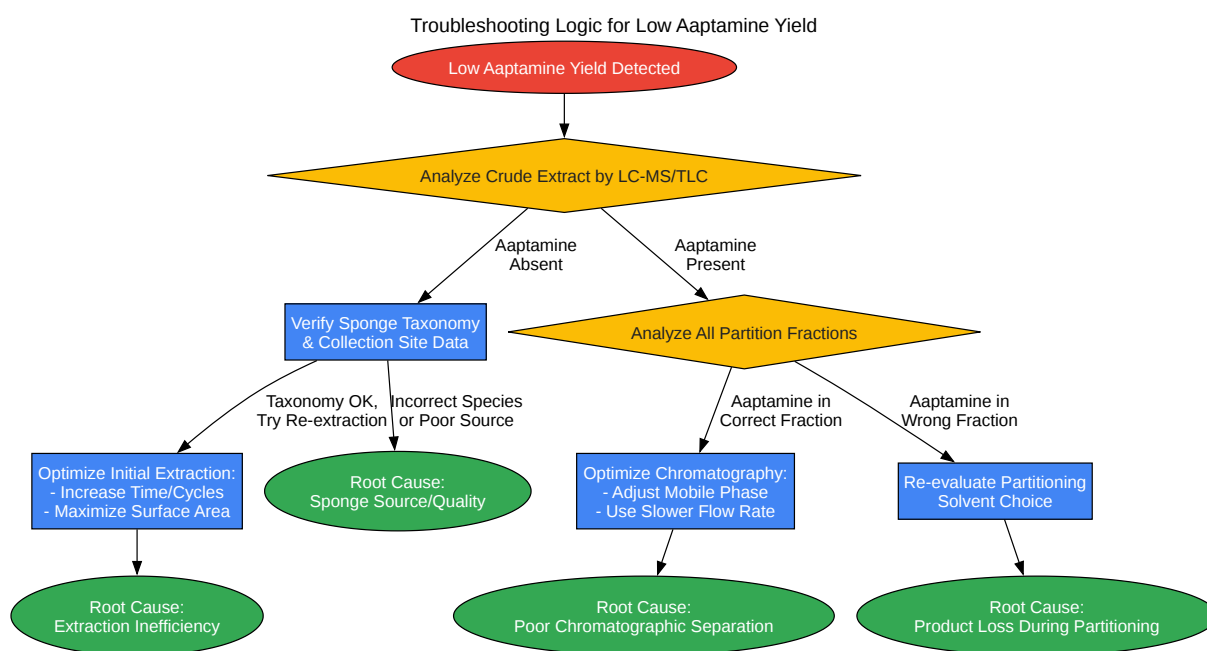 Troubleshooting Logic for Low Aaptamine Yield
Low Aaptamine Yield Detected
Analyze Crude Extract by LC-MS/TLC
Aaptamine
Absent
Aaptamine
Present
Verify Sponge Taxonomy
& Collection Site Data
Analyze All Partition Fractions
Taxonomy OK,
Try Re-extraction
Incorrect Species
or Poor Source
Aaptamine in
Correct Fraction
Aaptamine in
Wrong Fraction
Optimize Initial Extraction:
- Increase Time/Cycles
- Maximize Surface Area
Root Cause:
Sponge Source/Quality
Optimize Chromatography:
- Adjust Mobile Phase
- Use Slower Flow Rate
Re-evaluate Partitioning
Solvent Choice
Root Cause:
Extraction Inefficiency
Root Cause:
Poor Chromatographic Separation
Root Cause:
Product Loss During Partitioning